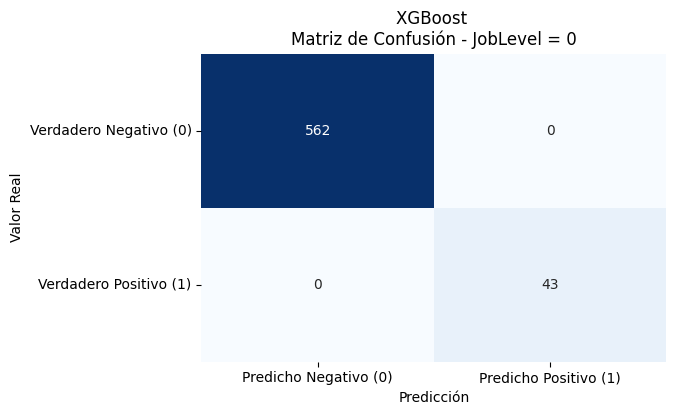 XGBoost
Matriz de Confusión - JobLevel = 0
Verdadero Negativo (0)
562
0
Valor Real
Verdadero Positivo (1)
0
43
Predicho Negativo (0)
Predicho Positivo (1)
Predicción